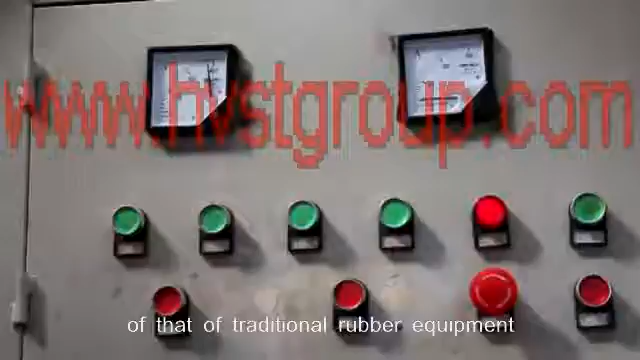 www.hvstgroup.com
of that of traditional rubber equipment